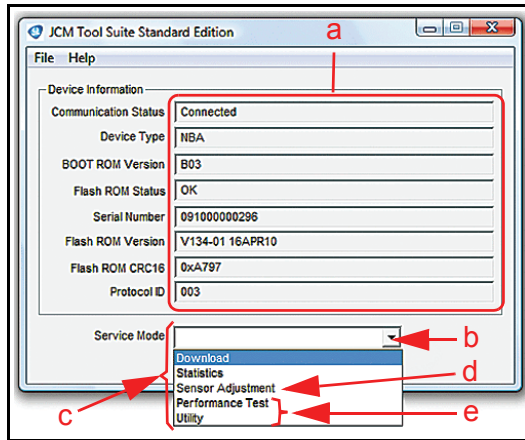 JCM Tool Suite Standard Edition
a
File Help
Device Information
Communication Status Connected
Device Type NBA
BOOT ROM Version B03
Flash ROM Status OK
Serial Number 091000000296
Flash ROM Version V134-01 16APR10
Flash ROM CRC16 0xA797
Protocol ID 003
Service Mode
b
Download
Statistics
Sensor Adjustment
d
Performance Test
Utility
c
e